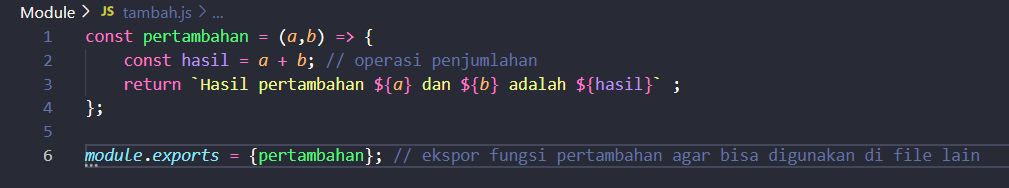 Module > JS tambah.js > ...
1 const pertambahan = (a,b) => {
2 const hasil = a + b; // operasi penjumlahan
3 return `Hasil pertambahan ${a} dan ${b} adalah ${hasil}` ;
4 };
5
6 module.exports = {pertambahan}; // ekspor fungsi pertambahan agar bisa digunakan di file lain